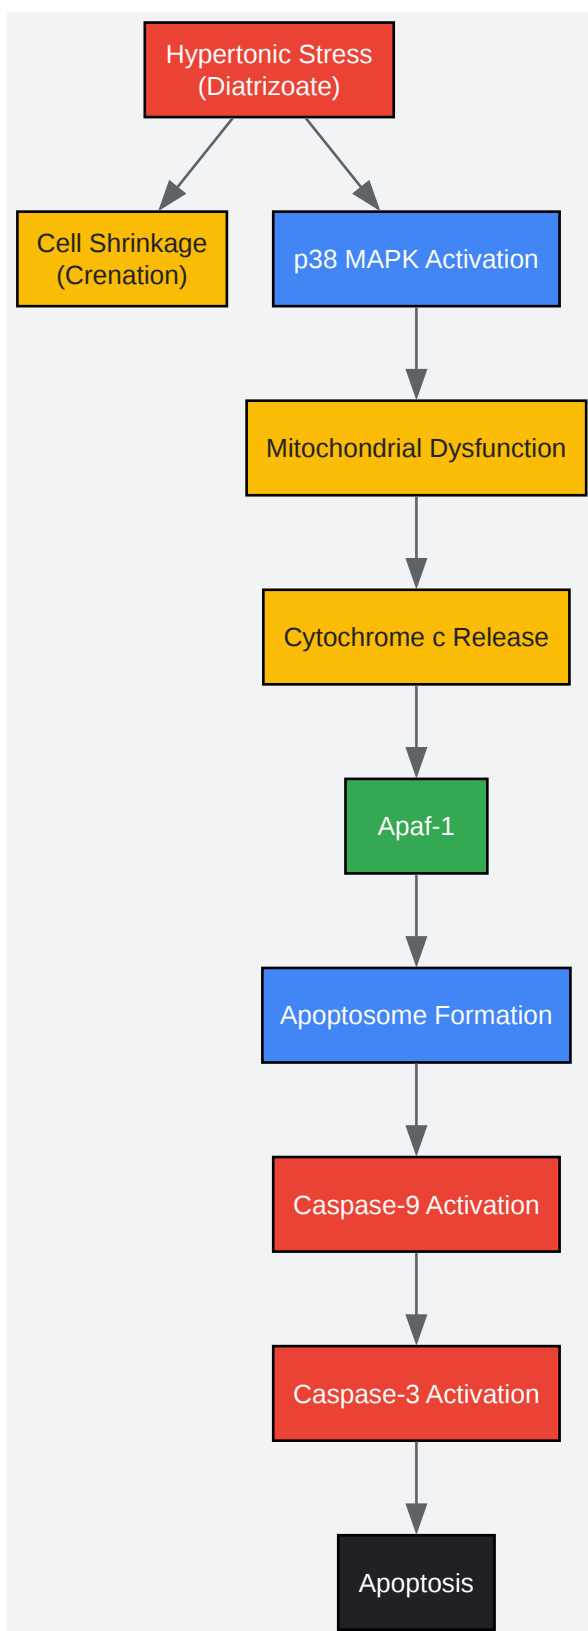 Hypertonic Stress
(Diatrizoate)
Cell Shrinkage
(Crenation)
p38 MAPK Activation
Mitochondrial Dysfunction
Cytochrome c Release
Apaf-1
Apoptosome Formation
Caspase-9 Activation
Caspase-3 Activation
Apoptosis